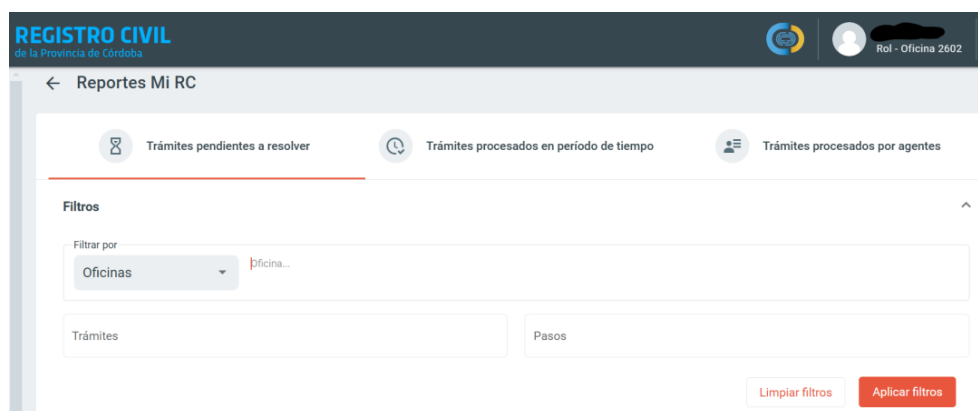 REGISTRO CIVIL
de la Provincia de Córdoba
Rol - Oficina 2602
Reportes Mi RC
Trámites pendientes a resolver
Trámites procesados en período de tiempo
Trámites procesados por agentes
Filtros
Filtrar por
Oficinas
Oficina...
Trámites
Pasos
Limpiar filtros
Aplicar filtros